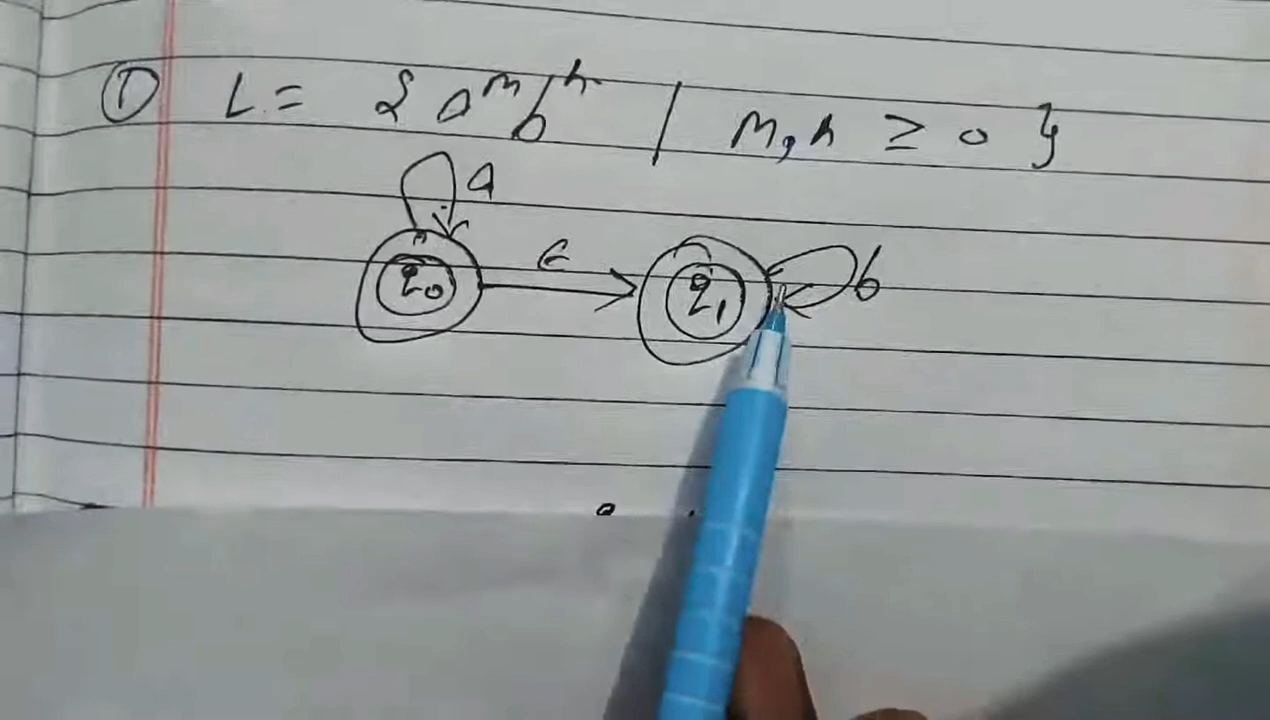 ① L = { a^m b^n | m, n ≥ 0 }
a
q₀ ε q₁ b